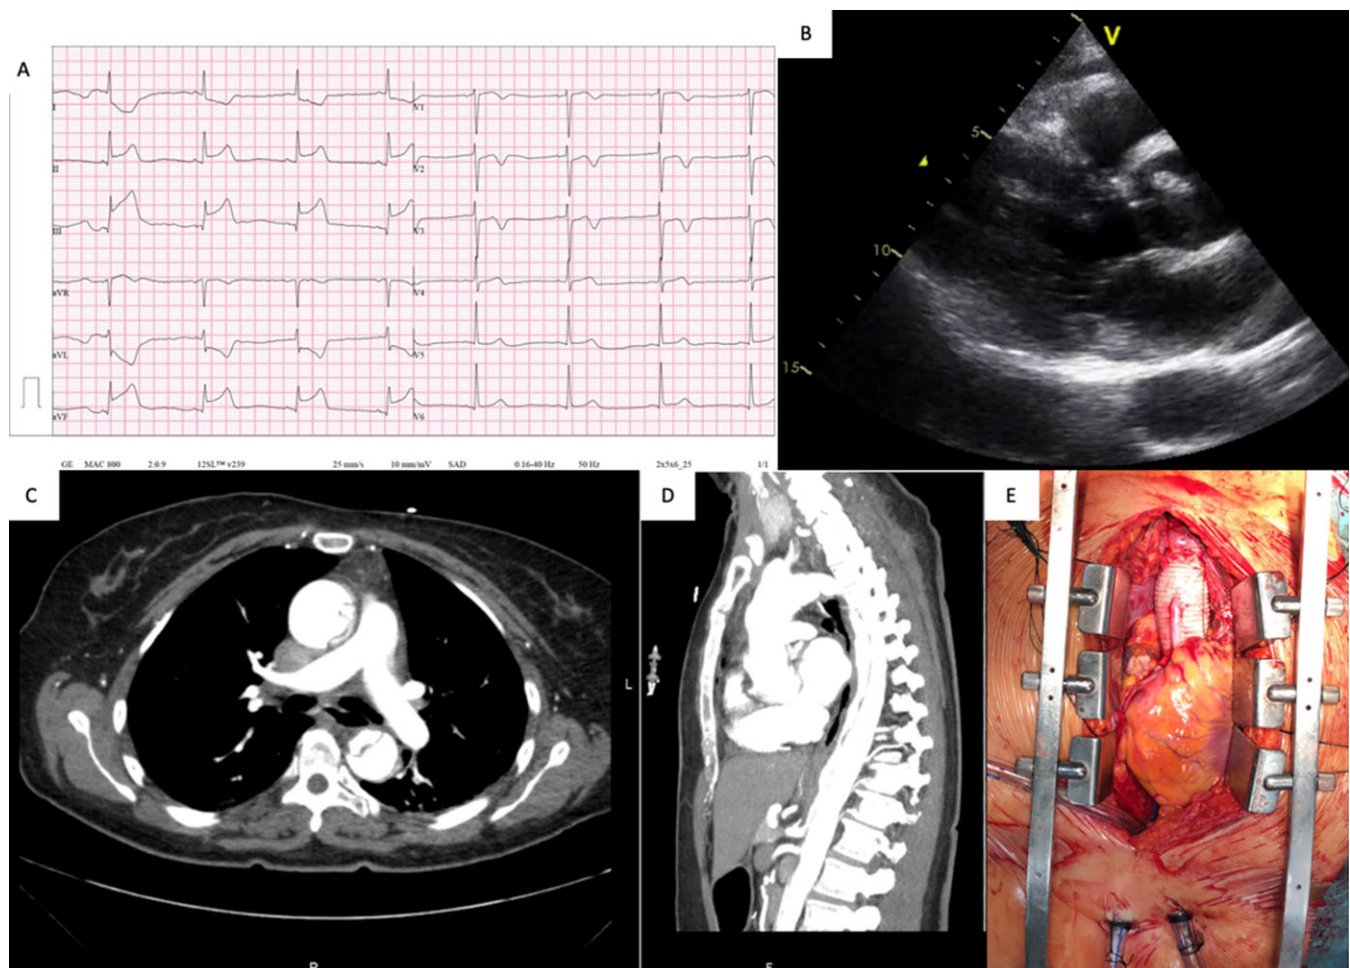 A
B
V
I
V1
II
V2
III
V3
aVR
V4
aVL
V5
aVF
V6
5
10
15
GE MAC 800 2.0.9 12SL™ v239 25 mm/s 10 mm/mV SAD 0.16-40 Hz 50 Hz 2x5x6_25 1/1
C
D
E
L